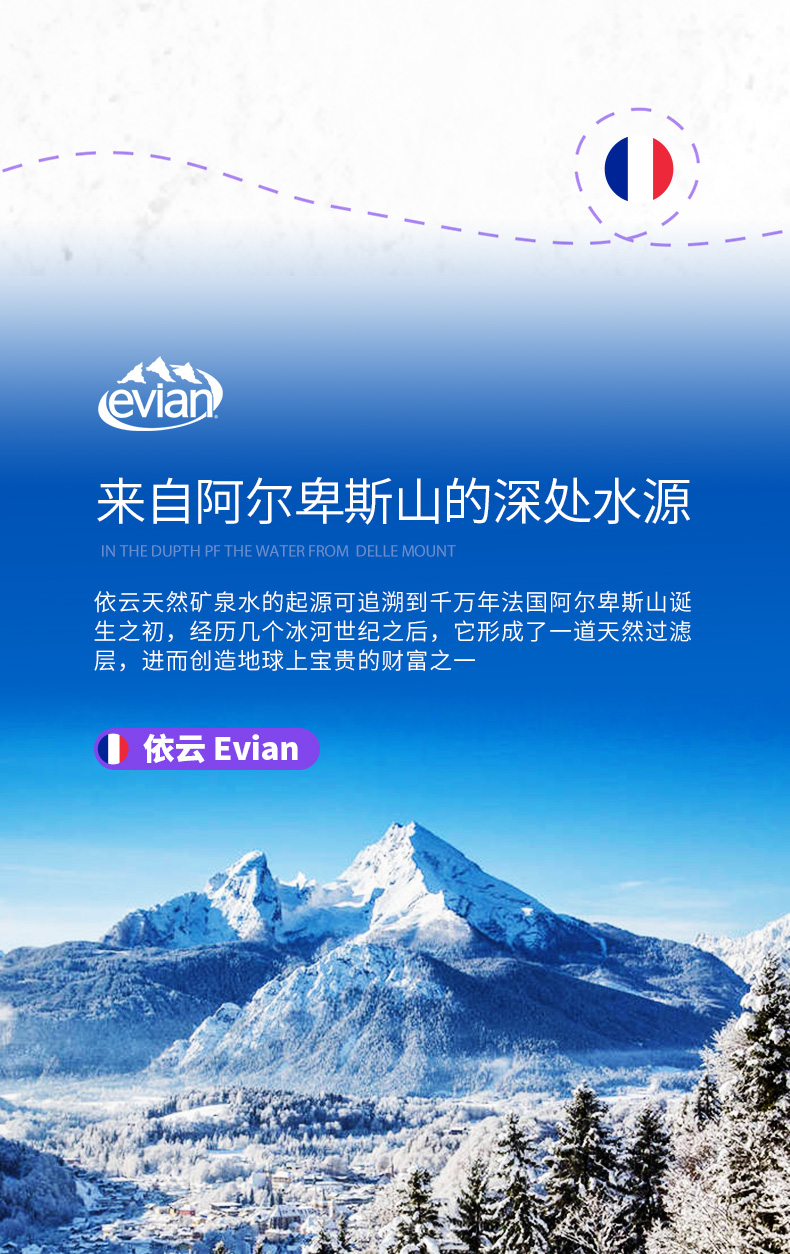 evian
来自阿尔卑斯山的深处水源
IN THE DUPTH PF THE WATER FROM DELLE MOUNT
依云天然矿泉水的起源可追溯到千万年法国阿尔卑斯山诞
生之初，经历几个冰河世纪之后，它形成了一道天然过滤
层，进而创造地球上宝贵的财富之一
依云 Evian